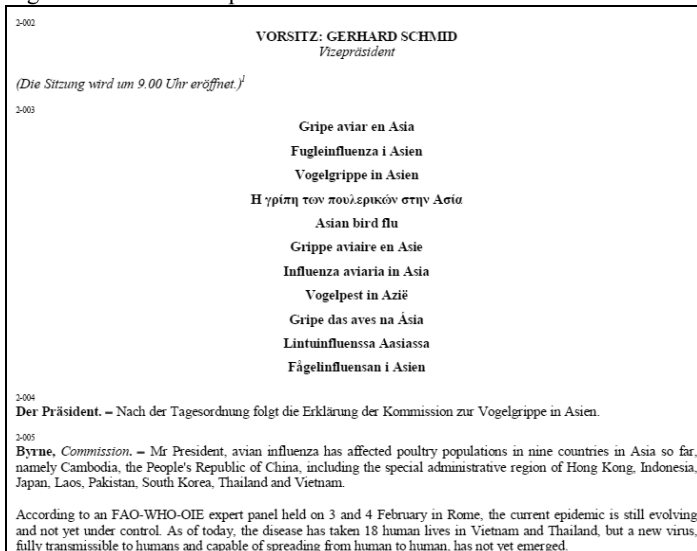 2-002
VORSITZ: GERHARD SCHMID
Vizepräsident
(Die Sitzung wird um 9.00 Uhr eröffnet.)1
2-003
Gripe aviar en Asia
Fugleinfluenza i Asien
Vogelgrippe in Asien
Η γρίπη των πουλερικών στην Ασία
Asian bird flu
Grippe aviaire en Asie
Influenza aviaria in Asia
Vogelpest in Azië
Gripe das aves na Ásia
Lintuinfluenssa Aasiassa
Fågelinfluensan i Asien
2-004
Der Präsident. – Nach der Tagesordnung folgt die Erklärung der Kommission zur Vogelgrippe in Asien.
2-005
Byrne, Commission. – Mr President, avian influenza has affected poultry populations in nine countries in Asia so far,
namely Cambodia, the People's Republic of China, including the special administrative region of Hong Kong, Indonesia,
Japan, Laos, Pakistan, South Korea, Thailand and Vietnam.
According to an FAO-WHO-OIE expert panel held on 3 and 4 February in Rome, the current epidemic is still evolving
and not yet under control. As of today, the disease has taken 18 human lives in Vietnam and Thailand, but a new virus,
fully transmissible to humans and capable of spreading from human to human, has not yet emerged.